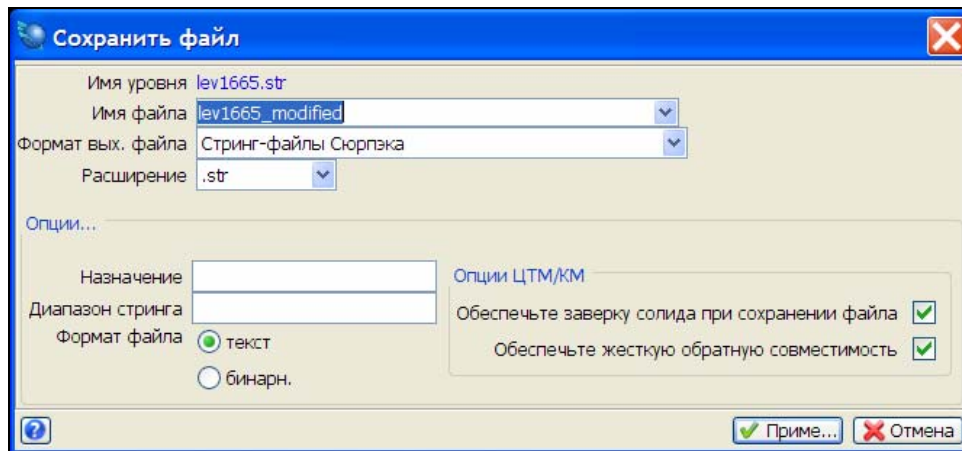 Сохранить файл
Имя уровня lev1665.str
Имя файла lev1665_modified
Формат вых. файла Стринг-файлы Сюрпэка
Расширение .str
Опции...
Назначение
Диапазон стринга
Формат файла текст
бинарн.
Опции ЦТМ/КМ
Обеспечьте заверку солида при сохранении файла
Обеспечьте жесткую обратную совместимость
? Приме... Отмена